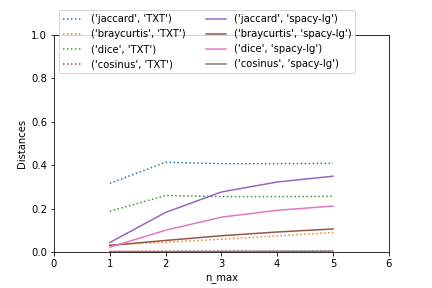 ('jaccard', 'TXT')
('braycurtis', 'TXT')
('dice', 'TXT')
('cosinus', 'TXT')
('jaccard', 'spacy-lg')
('braycurtis', 'spacy-lg')
('dice', 'spacy-lg')
('cosinus', 'spacy-lg')
1.0
0.8
0.6
0.4
0.2
0.0
Distances
0 1 2 3 4 5 6
n_max